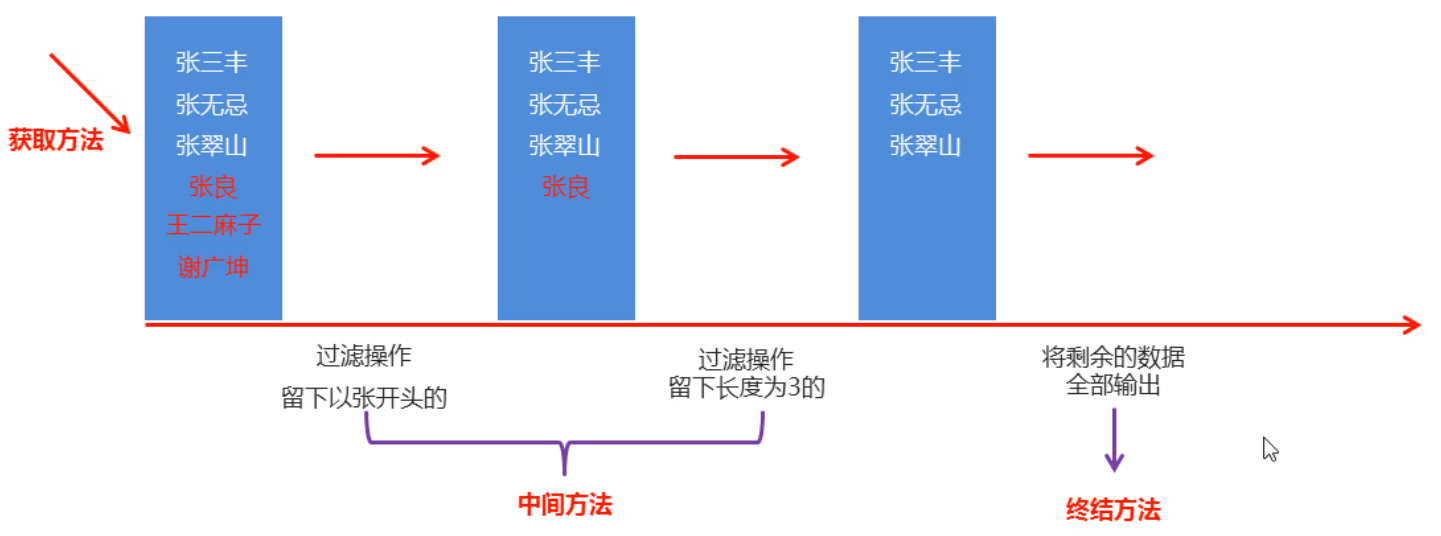 获取方法
张三丰
张无忌
张翠山
张良
王二麻子
谢广坤
张三丰
张无忌
张翠山
张良
张三丰
张无忌
张翠山
过滤操作
留下以张开头的
过滤操作
留下长度为3的
将剩余的数据
全部输出
中间方法
终结方法